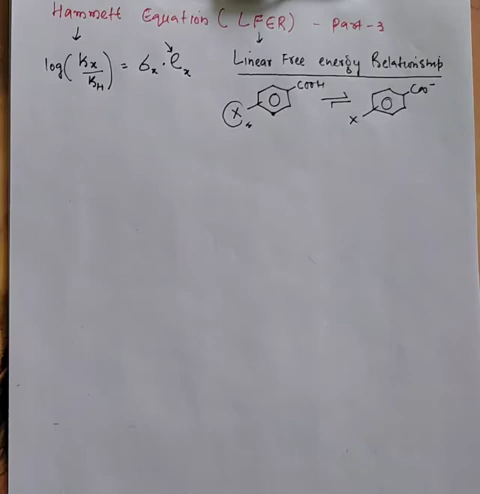 Hammett Equation (LFER) - Part-3
log(Kx/KH) = σx · ρx
Linear Free energy Relationship
COOH ⇌ COO⁻
X X